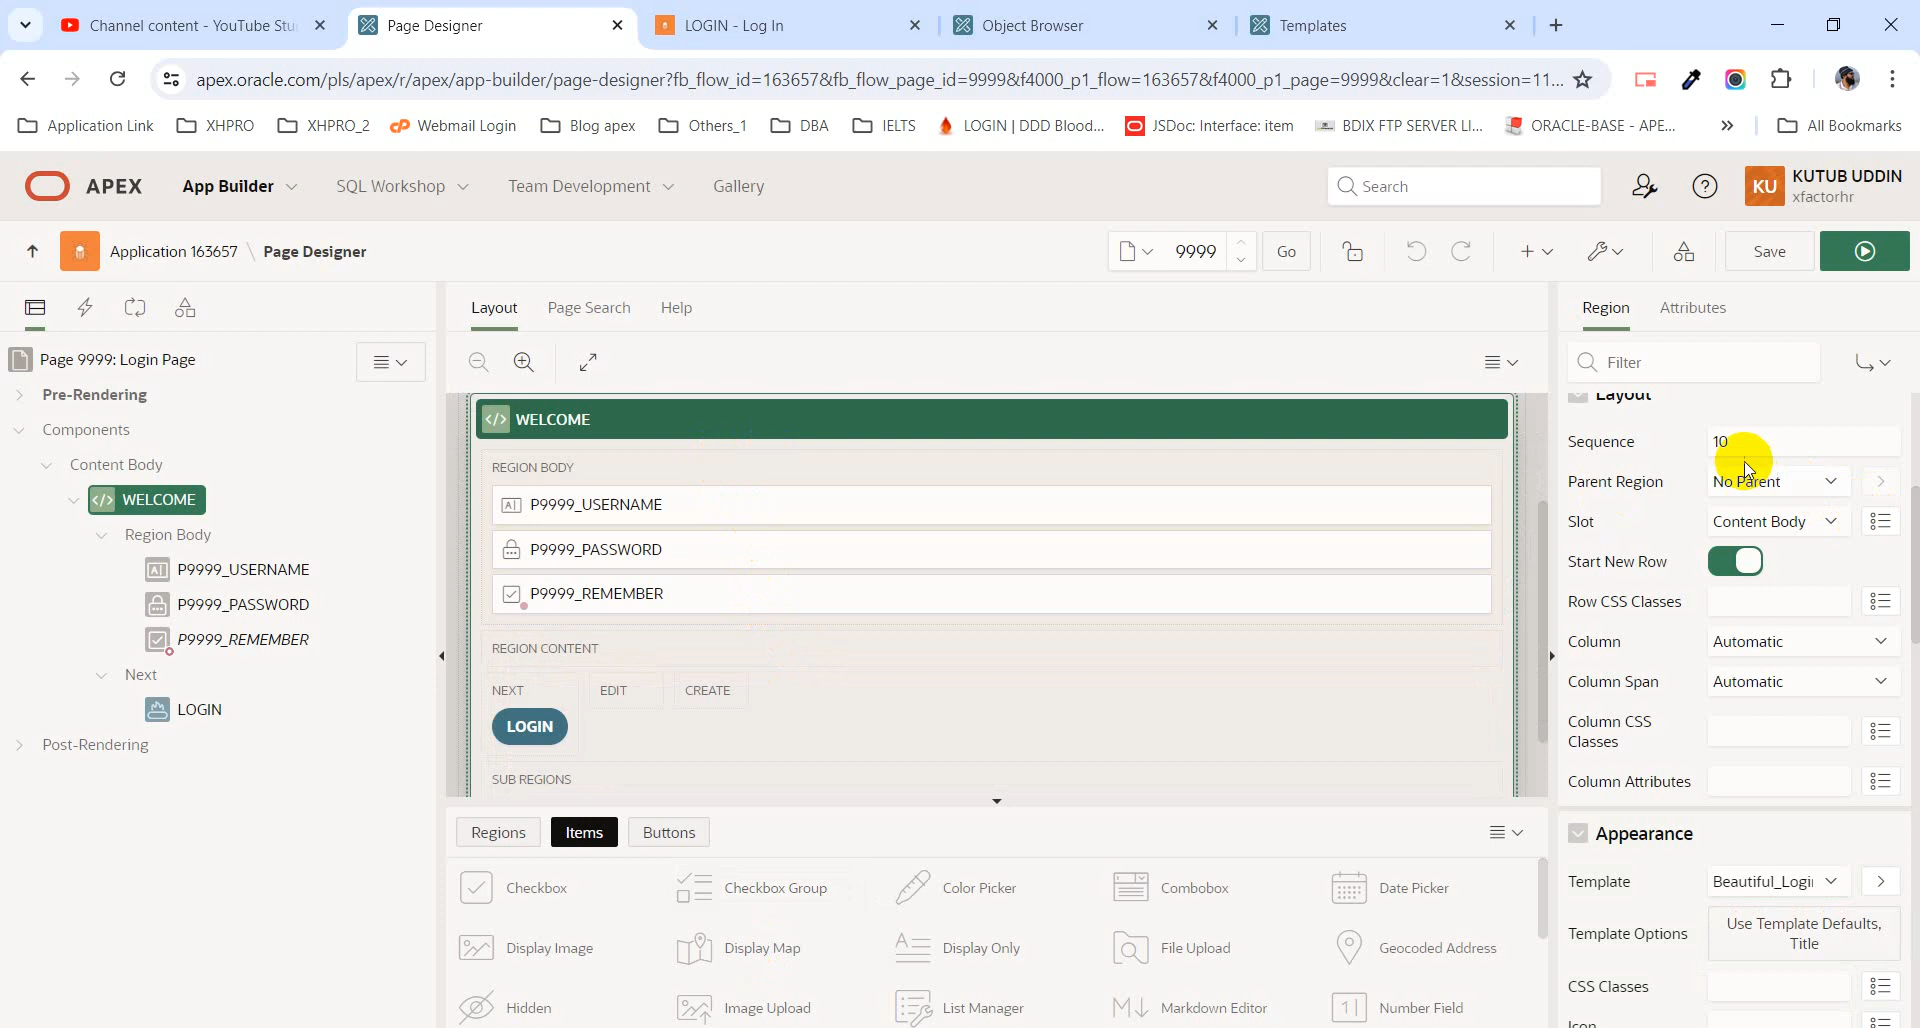 Channel content - YouTube Stu
Page Designer
LOGIN - Log In
Object Browser
Templates
apex.oracle.com/pls/apex/r/apex/app-builder/page-designer?fb_flow_id=163657&fb_flow_page_id=9999&f4000_p1_flow=163657&f4000_p1_page=9999&clear=1&session=11...
Application Link
XHPRO
XHPRO_2
Webmail Login
Blog apex
Others_1
DBA
IELTS
LOGIN | DDD Blood...
JSDoc: Interface: item
BDIX FTP SERVER LI...
ORACLE-BASE - APE...
All Bookmarks
APEX
App Builder
SQL Workshop
Team Development
Gallery
Search
KU
KUTUB UDDIN
xfactorhr
Application 163657 \ Page Designer
9999
Go
Save
Layout
Page Search
Help
Region
Attributes
Page 9999: Login Page
Pre-Rendering
Components
Content Body
</> WELCOME
Region Body
P9999_USERNAME
P9999_PASSWORD
P9999_REMEMBER
Next
LOGIN
Post-Rendering
</> WELCOME
REGION BODY
P9999_USERNAME
P9999_PASSWORD
P9999_REMEMBER
REGION CONTENT
NEXT
EDIT
CREATE
LOGIN
SUB REGIONS
Regions
Items
Buttons
Checkbox
Checkbox Group
Color Picker
Combobox
Date Picker
Display Image
Display Map
Display Only
File Upload
Geocoded Address
Hidden
Image Upload
List Manager
Markdown Editor
Number Field
Filter
Layout
Sequence
10
Parent Region
No Parent
Slot
Content Body
Start New Row
Row CSS Classes
Column
Automatic
Column Span
Automatic
Column CSS
Classes
Column Attributes
Appearance
Template
Beautiful_Logi
Template Options
Use Template Defaults,
Title
CSS Classes
Icon